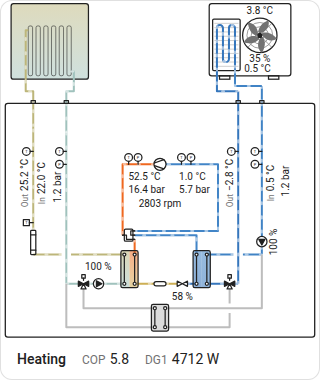 3.8 °C
35 %
0.5 °C
T
T
T
P
P
T
Out 25.2 °C
In 22.0 °C
1.2 bar
T P
T P
52.5 °C
1.0 °C
16.4 bar
5.7 bar
2803 rpm
Out −2.8 °C
In 0.5 °C
1.2 bar
100 %
100 %
58 %
Heating COP 5.8 DG1 4712 W